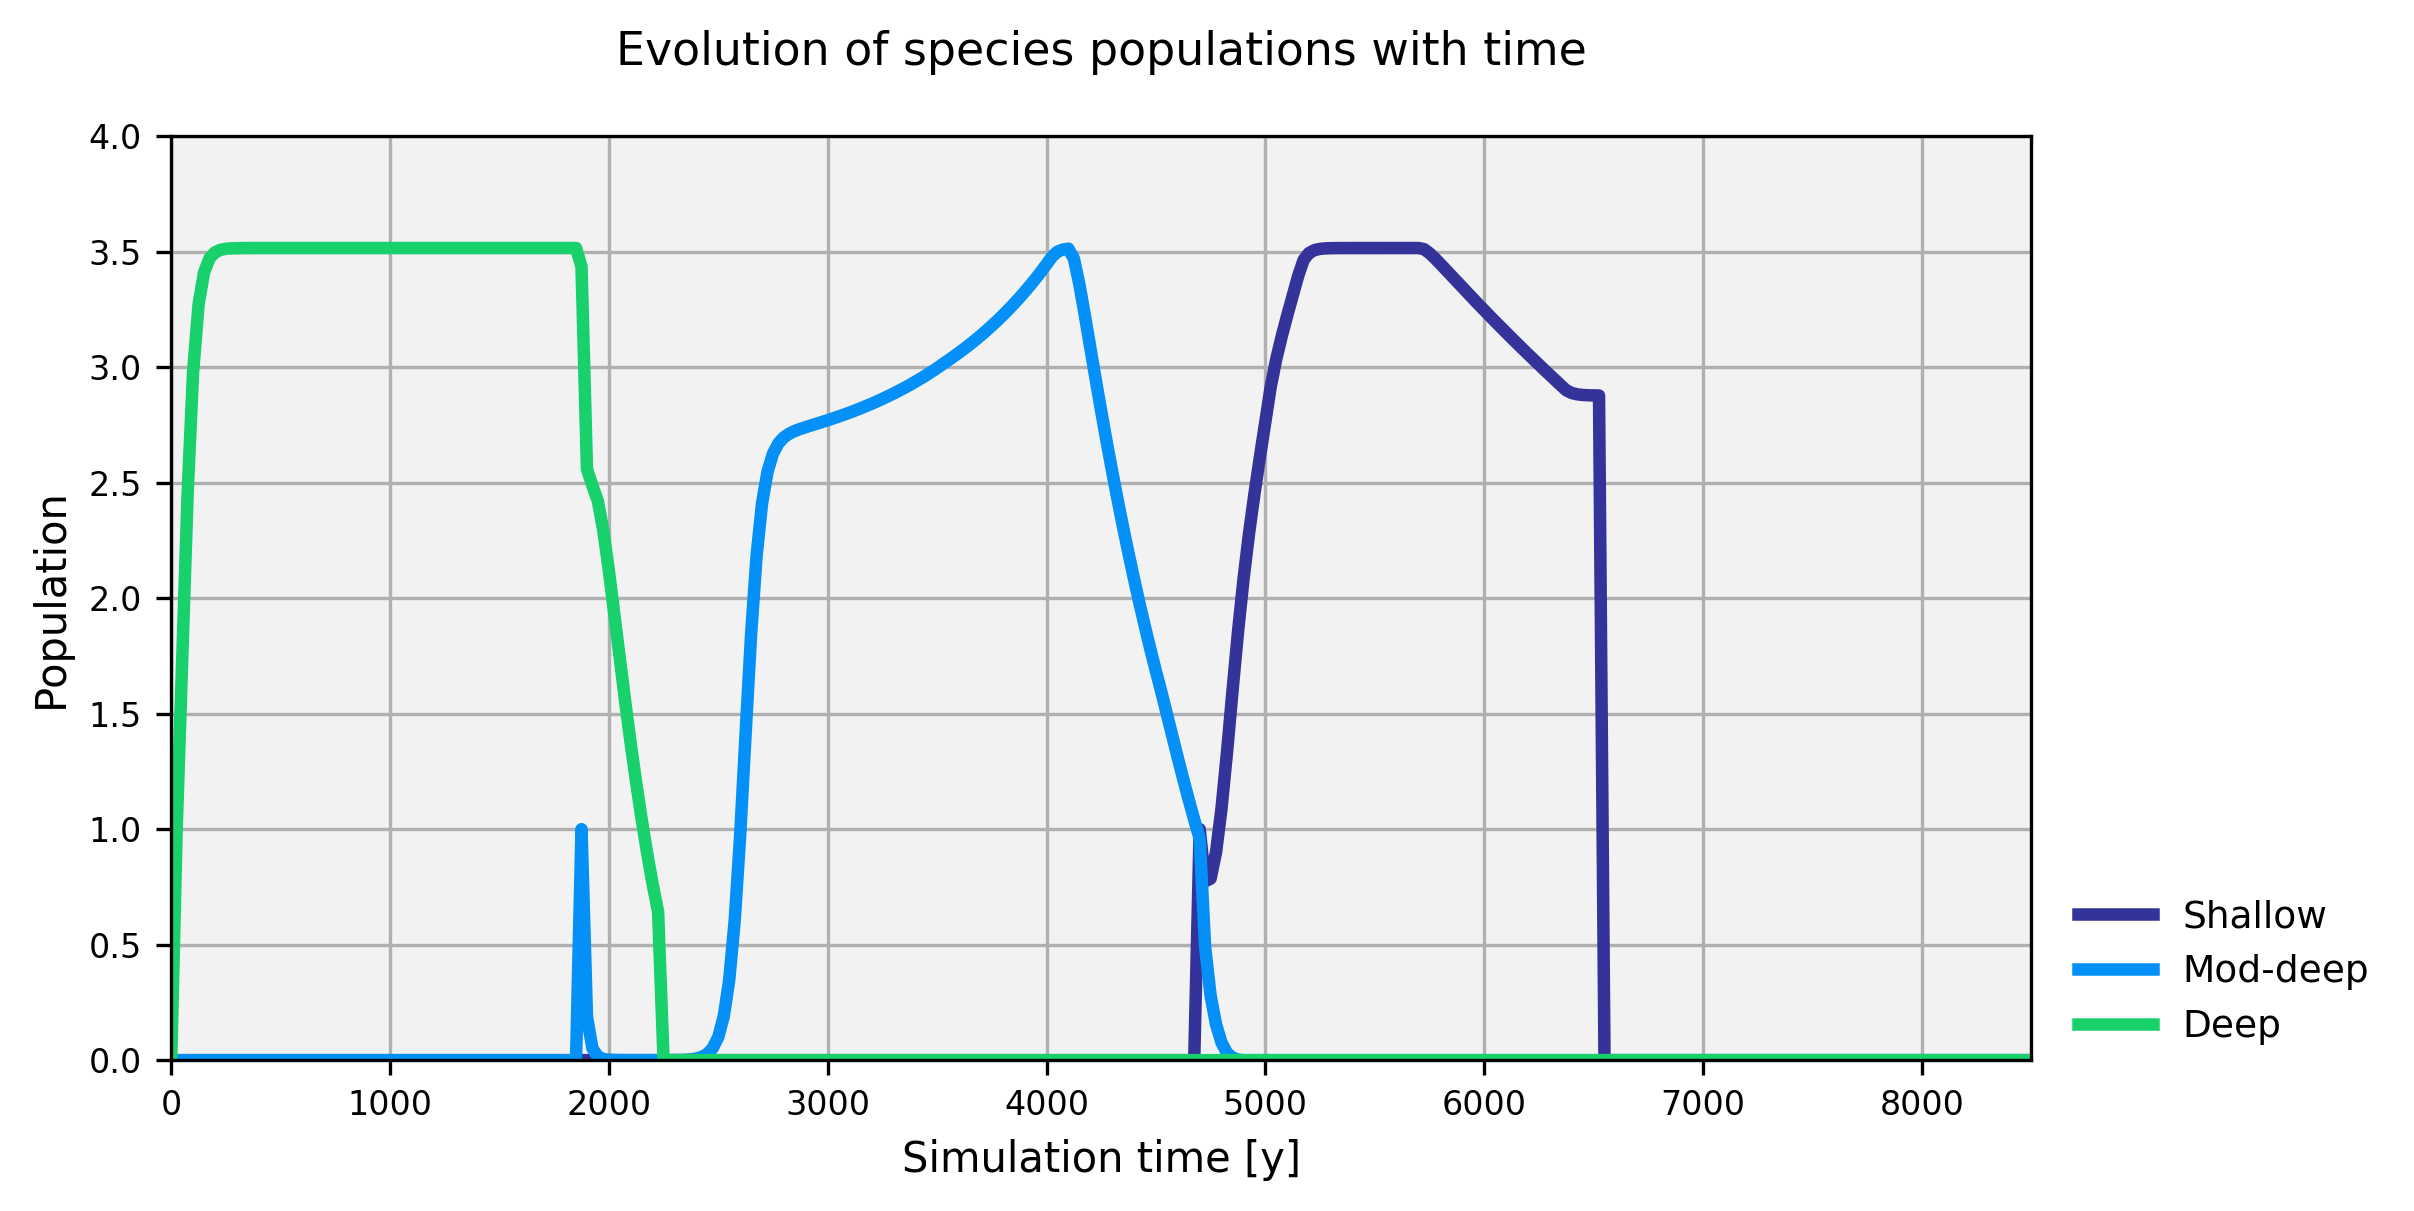 Evolution of species populations with time
4.0
3.5
3.0
2.5
2.0
1.5
1.0
0.5
0.0
Population
0 1000 2000 3000 4000 5000 6000 7000 8000
Simulation time [y]
Shallow
Mod-deep
Deep